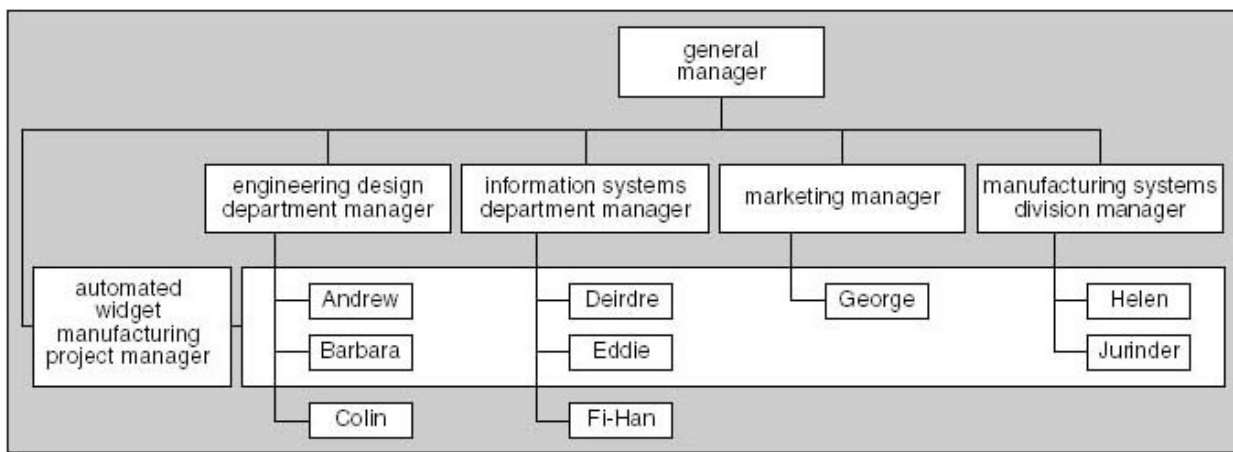 general
manager
engineering design
department manager
information systems
department manager
marketing manager
manufacturing systems
division manager
automated
widget
manufacturing
project manager
Andrew
Deirdre
George
Helen
Barbara
Eddie
Jurinder
Colin
Fi-Han